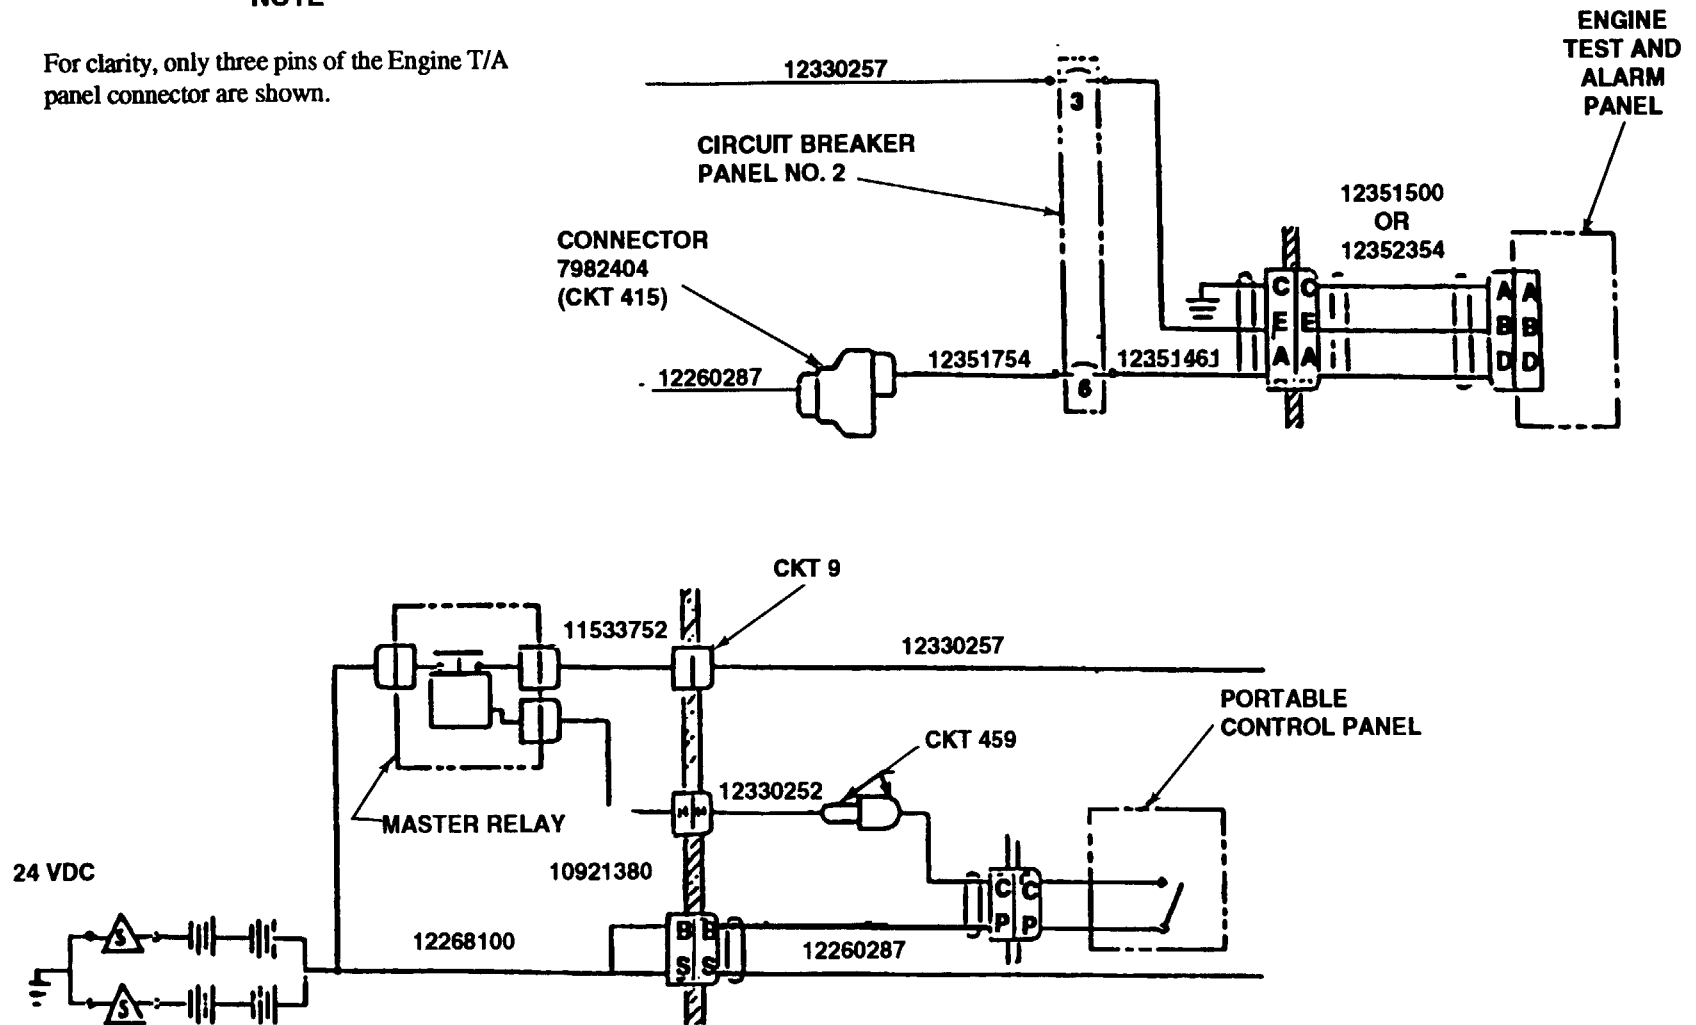 NOTE
For clarity, only three pins of the Engine T/A
panel connector are shown.
ENGINE
TEST AND
ALARM
PANEL
12330257
3
CIRCUIT BREAKER
PANEL NO. 2
12351500
OR
12352354
CONNECTOR
7982404
(CKT 415)
C C
E E
A A
A A
B B
D D
12260287
12351754
6
12351461
CKT 9
11533752
12330257
PORTABLE
CONTROL PANEL
CKT 459
12330252
MASTER RELAY
10921380
24 VDC
C C
P P
B B
S S
12268100
12260287
S
S